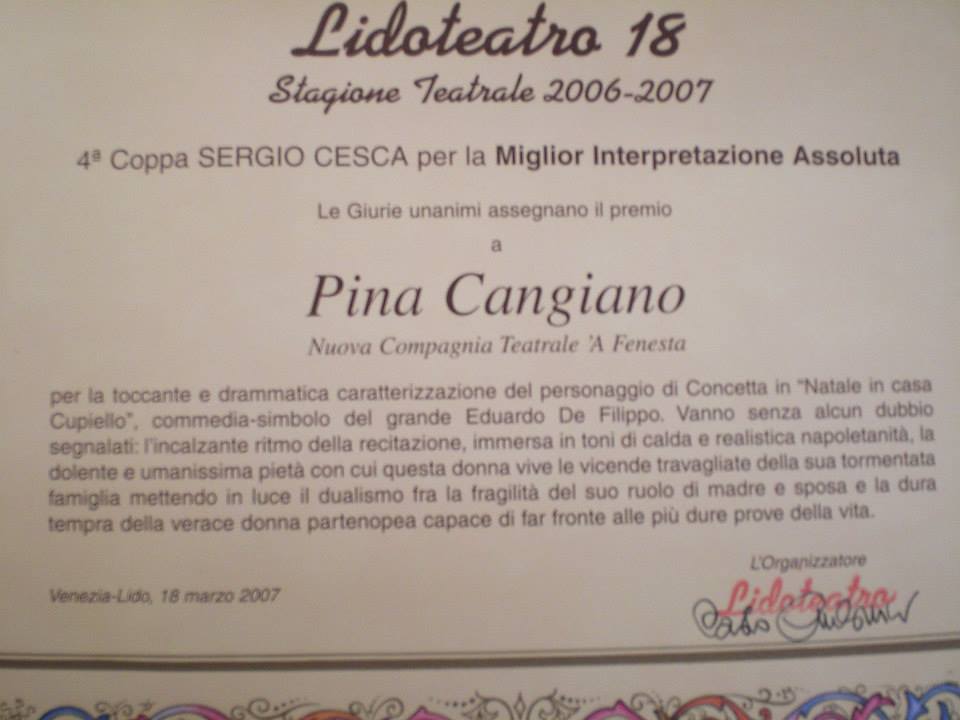 Lidoteatro 18
Stagione Teatrale 2006-2007
4ª Coppa SERGIO CESCA per la Miglior Interpretazione Assoluta
Le Giurie unanimi assegnano il premio
a
Pina Cangiano
Nuova Compagnia Teatrale 'A Fenesta
per la toccante e drammatica caratterizzazione del personaggio di Concetta in "Natale in casa
Cupiello", commedia-simbolo del grande Eduardo De Filippo. Vanno senza alcun dubbio
segnalati: l'incalzante ritmo della recitazione, immersa in toni di calda e realistica napoletanità, la
dolente e umanissima pietà con cui questa donna vive le vicende travagliate della sua tormentata
famiglia mettendo in luce il dualismo fra la fragilità del suo ruolo di madre e sposa e la dura
tempra della verace donna partenopea capace di far fronte alle più dure prove della vita.
L'Organizzatore
Venezia-Lido, 18 marzo 2007
Lidoteatro